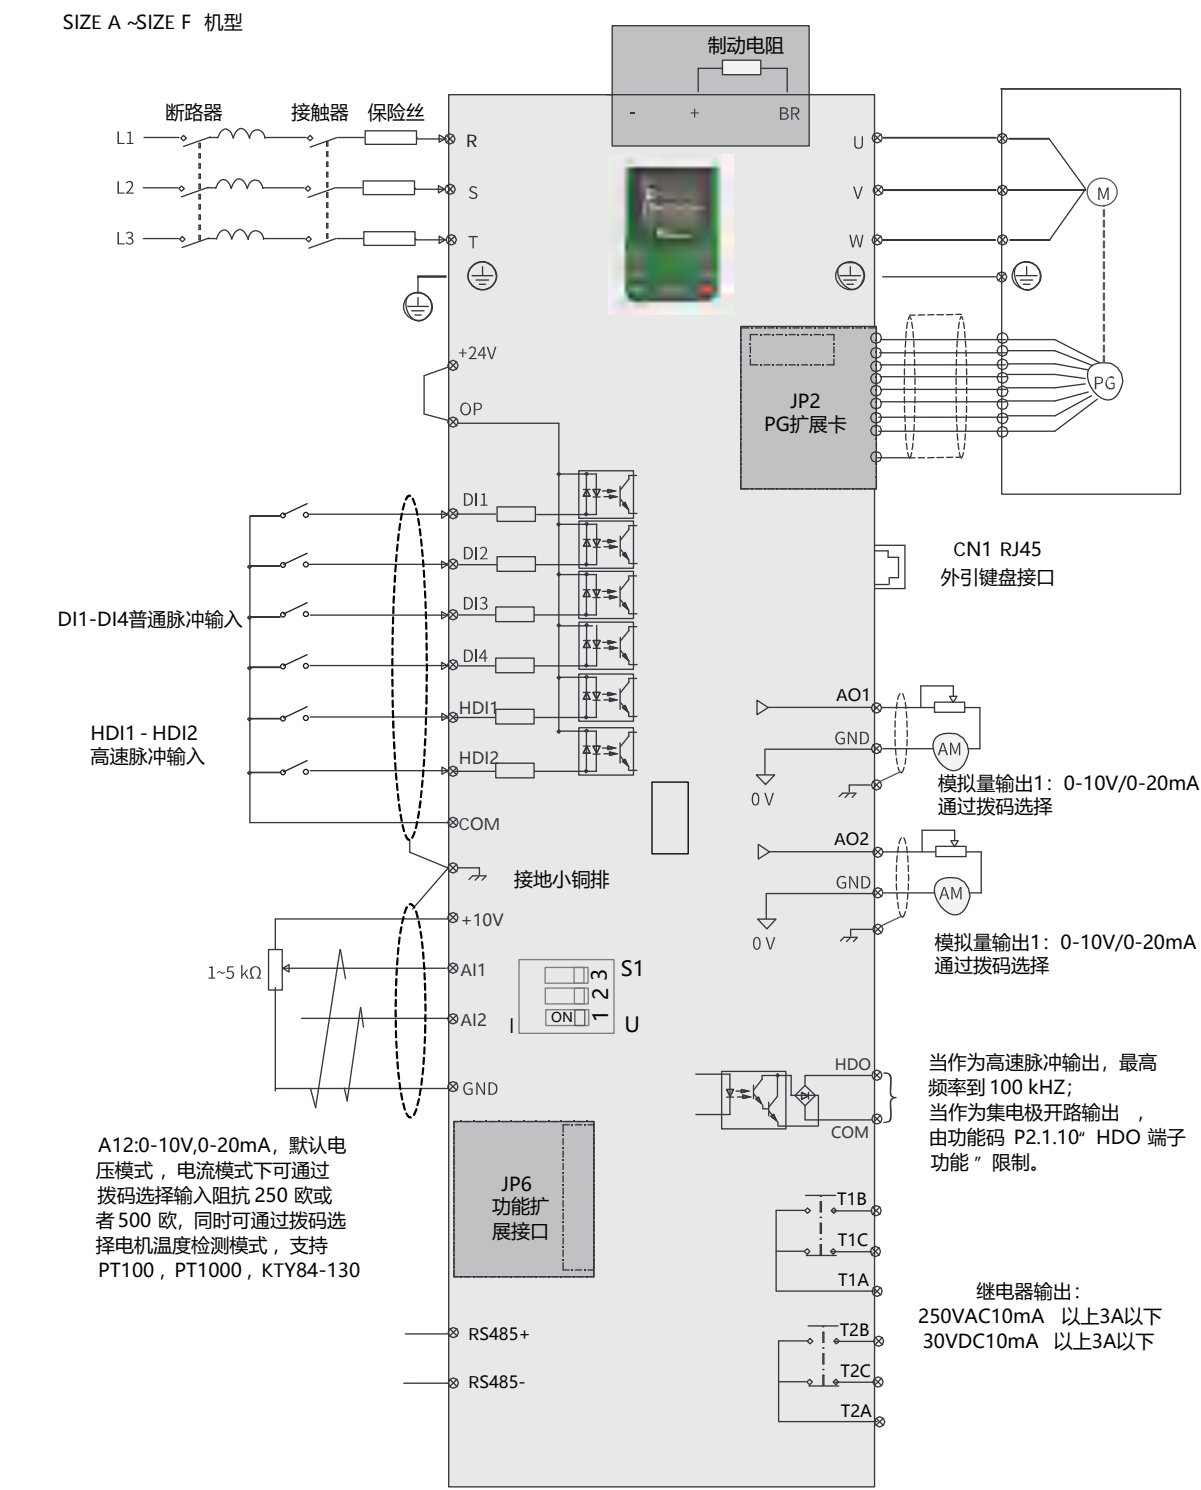 SIZE A ~SIZE F 机型
制动电阻
- + BR
断路器 接触器 保险丝
L1 R
L2 S
L3 T
U
V
W
M
+24V
OP
JP2
PG扩展卡
PG
DI1
DI2
DI3
DI4
HDI1
HDI2
COM
DI1-DI4普通脉冲输入
HDI1 - HDI2
高速脉冲输入
CN1 RJ45
外引键盘接口
AO1
GND
AM
0 V
模拟量输出1：0-10V/0-20mA
通过拨码选择
AO2
GND
AM
0 V
模拟量输出1：0-10V/0-20mA
通过拨码选择
接地小铜排
+10V
1~5 kΩ
AI1
AI2
GND
S1
3
2
ON 1
I U
HDO
COM
当作为高速脉冲输出，最高
频率到 100 kHZ；
当作为集电极开路输出 ，
由功能码 P2.1.10“ HDO 端子
功能 ” 限制。
A12:0-10V,0-20mA，默认电
压模式 ，电流模式下可通过
拨码选择输入阻抗 250 欧或
者 500 欧，同时可通过拨码选
择电机温度检测模式 ，支持
PT100 ，PT1000 ，KTY84-130
JP6
功能扩
展接口
T1B
T1C
T1A
继电器输出：
250VAC10mA 以上3A以下
30VDC10mA 以上3A以下
T2B
T2C
T2A
RS485+
RS485-